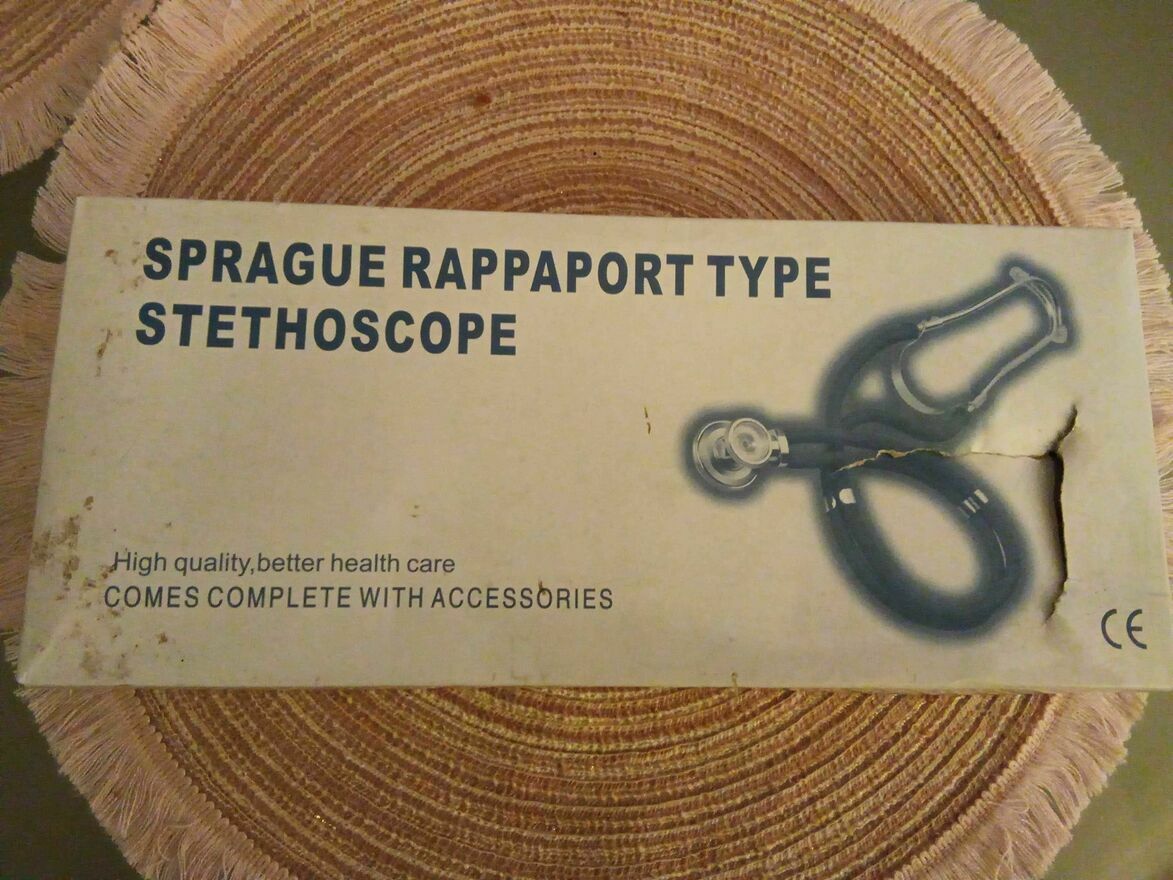 SPRAGUE RAPPAPORT TYPE
STETHOSCOPE
High quality,better health care
COMES COMPLETE WITH ACCESSORIES
CE